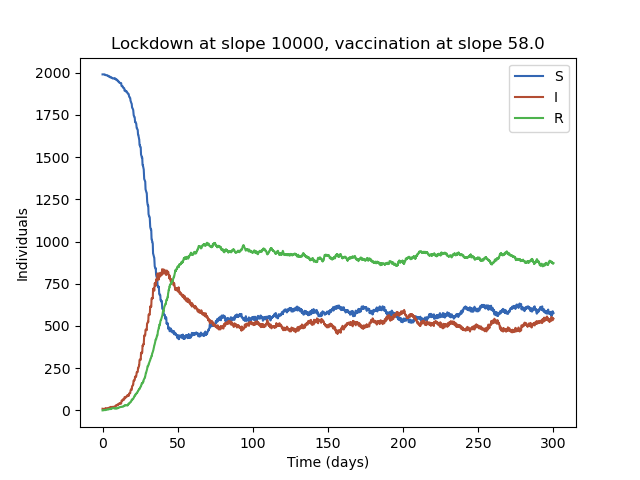 Lockdown at slope 10000, vaccination at slope 58.0
S
I
R
2000
1750
1500
1250
1000
750
500
250
0
Individuals
0 50 100 150 200 250 300
Time (days)